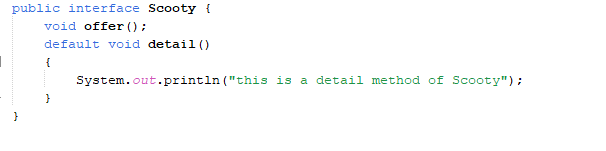 public interface Scooty {
    void offer();
    default void detail()
    {
        System.out.println("this is a detail method of Scooty");
    }
}